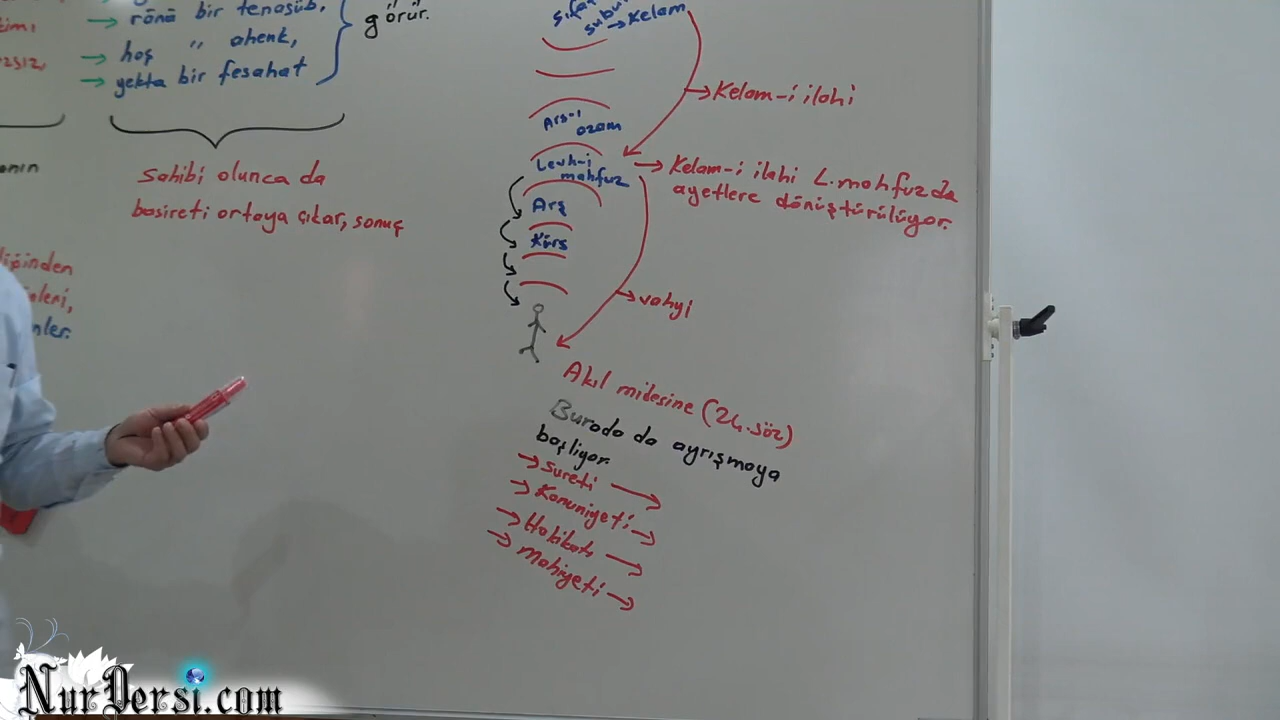 → rânâ bir tenasüb,
→ hoş " ahenk,
→ yekta bir fesahat
görür.
Sahibi olunca da
basireti ortaya çıkar, sonuç
→ Kelam
→ Kelam-i ilahi
Arş-ı
azam
Levh-i
mahfuz
→ Kelam-i ilahi L.mahfuzda
ayetlere dönüştürülüyor.
Arş
Kürs
→ vahyi
Akıl midesine (24.söz)
Burada da ayrışmaya
başlıyor.
→ Sureti →
→ Kanuniyeti →
→ Hakikatı →
→ Mahiyeti →
NurDersi.com